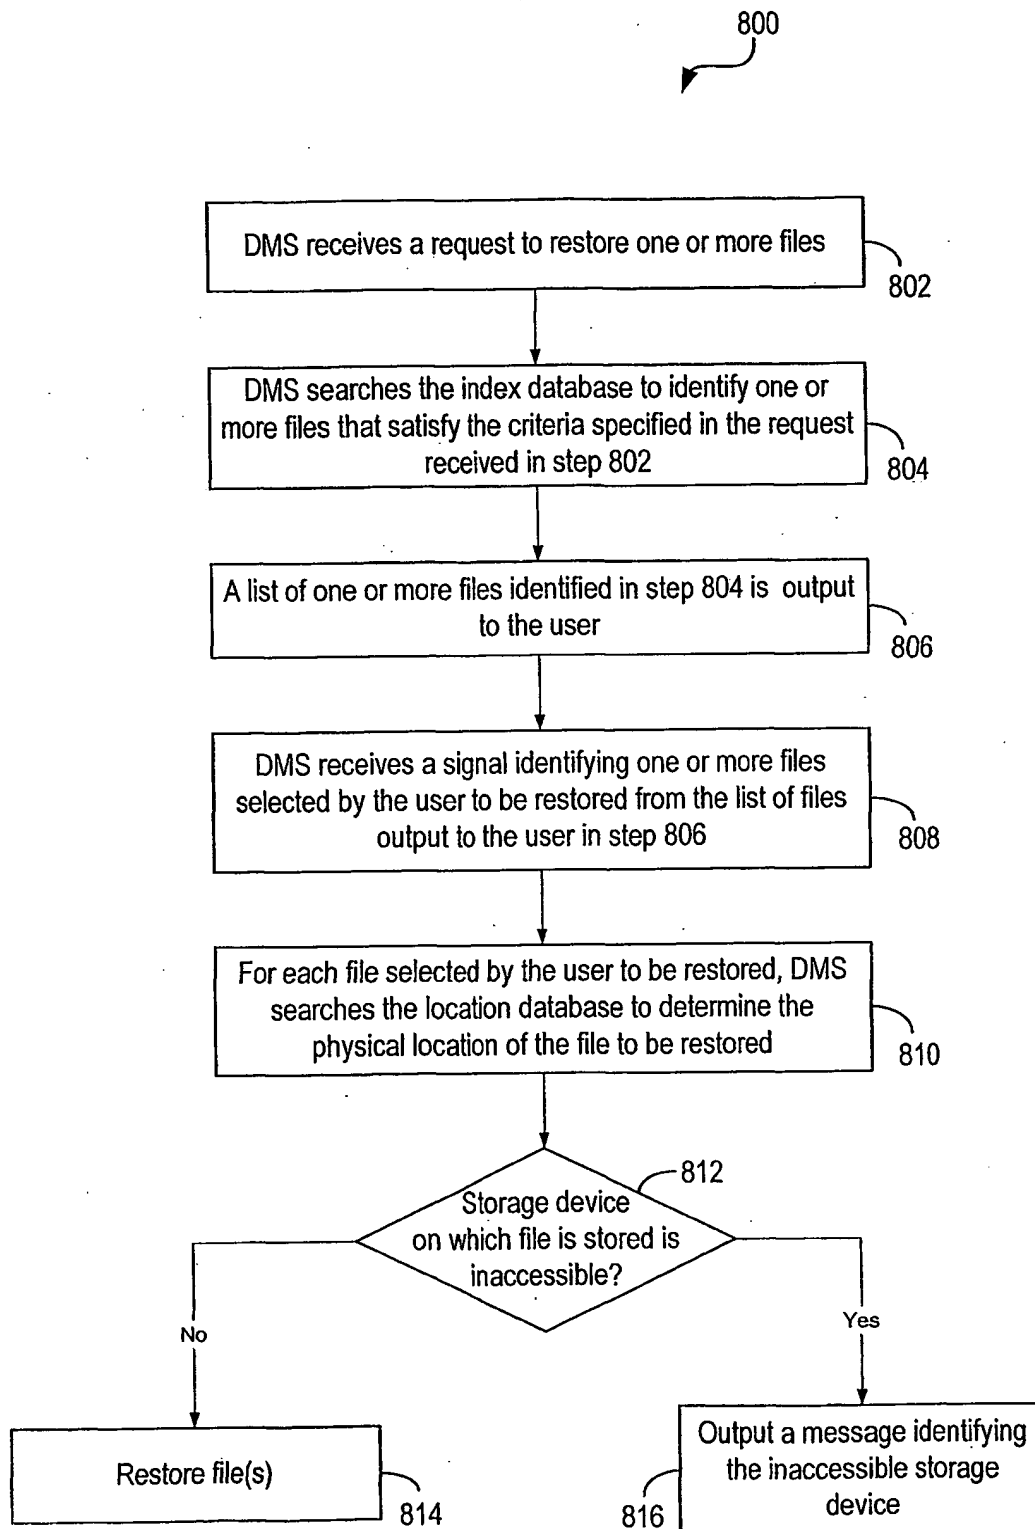 800
DMS receives a request to restore one or more files
802
DMS searches the index database to identify one or
more files that satisfy the criteria specified in the request
received in step 802
804
A list of one or more files identified in step 804 is output
to the user
806
DMS receives a signal identifying one or more files
selected by the user to be restored from the list of files
output to the user in step 806
808
For each file selected by the user to be restored, DMS
searches the location database to determine the
physical location of the file to be restored
810
812
Storage device
on which file is stored is
inaccessible?
No
Yes
Restore file(s)
814
Output a message identifying
the inaccessible storage
device
816